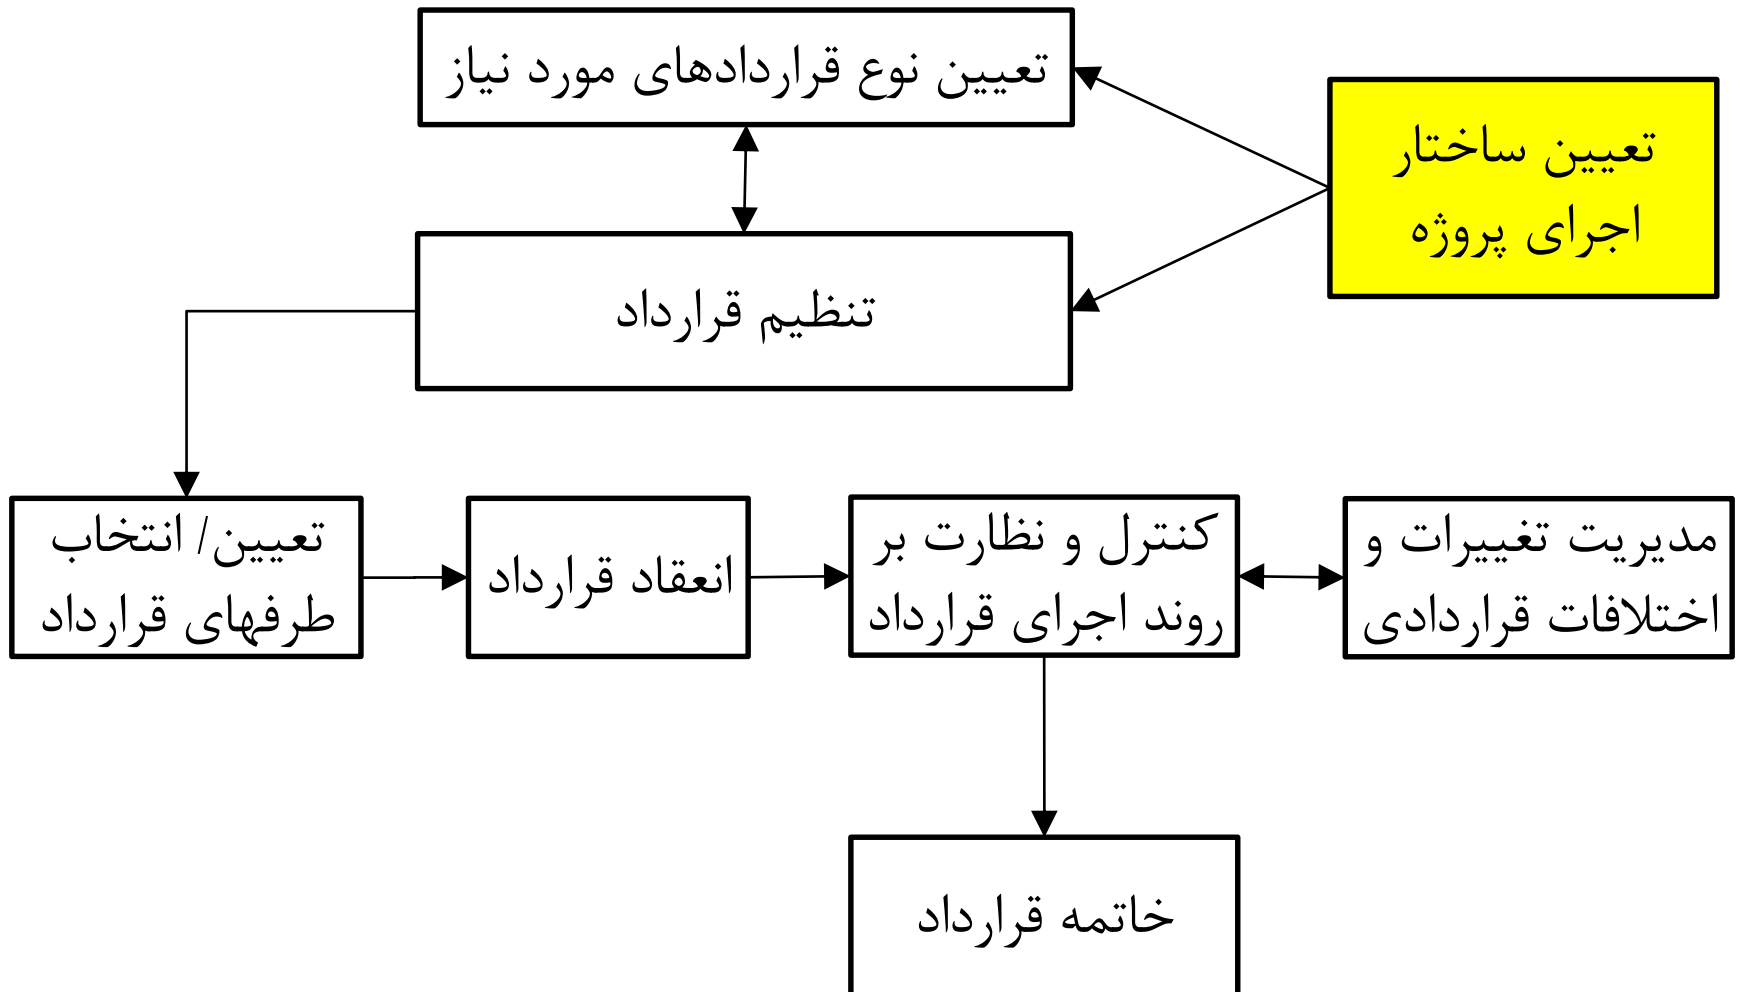 تعیین نوع قراردادهای مورد نیاز
تعیین ساختار
اجرای پروژه
تنظیم قرارداد
تعیین/ انتخاب
طرفهای قرارداد
انعقاد قرارداد
کنترل و نظارت بر
روند اجرای قرارداد
مدیریت تغییرات و
اختلافات قراردادی
خاتمه قرارداد